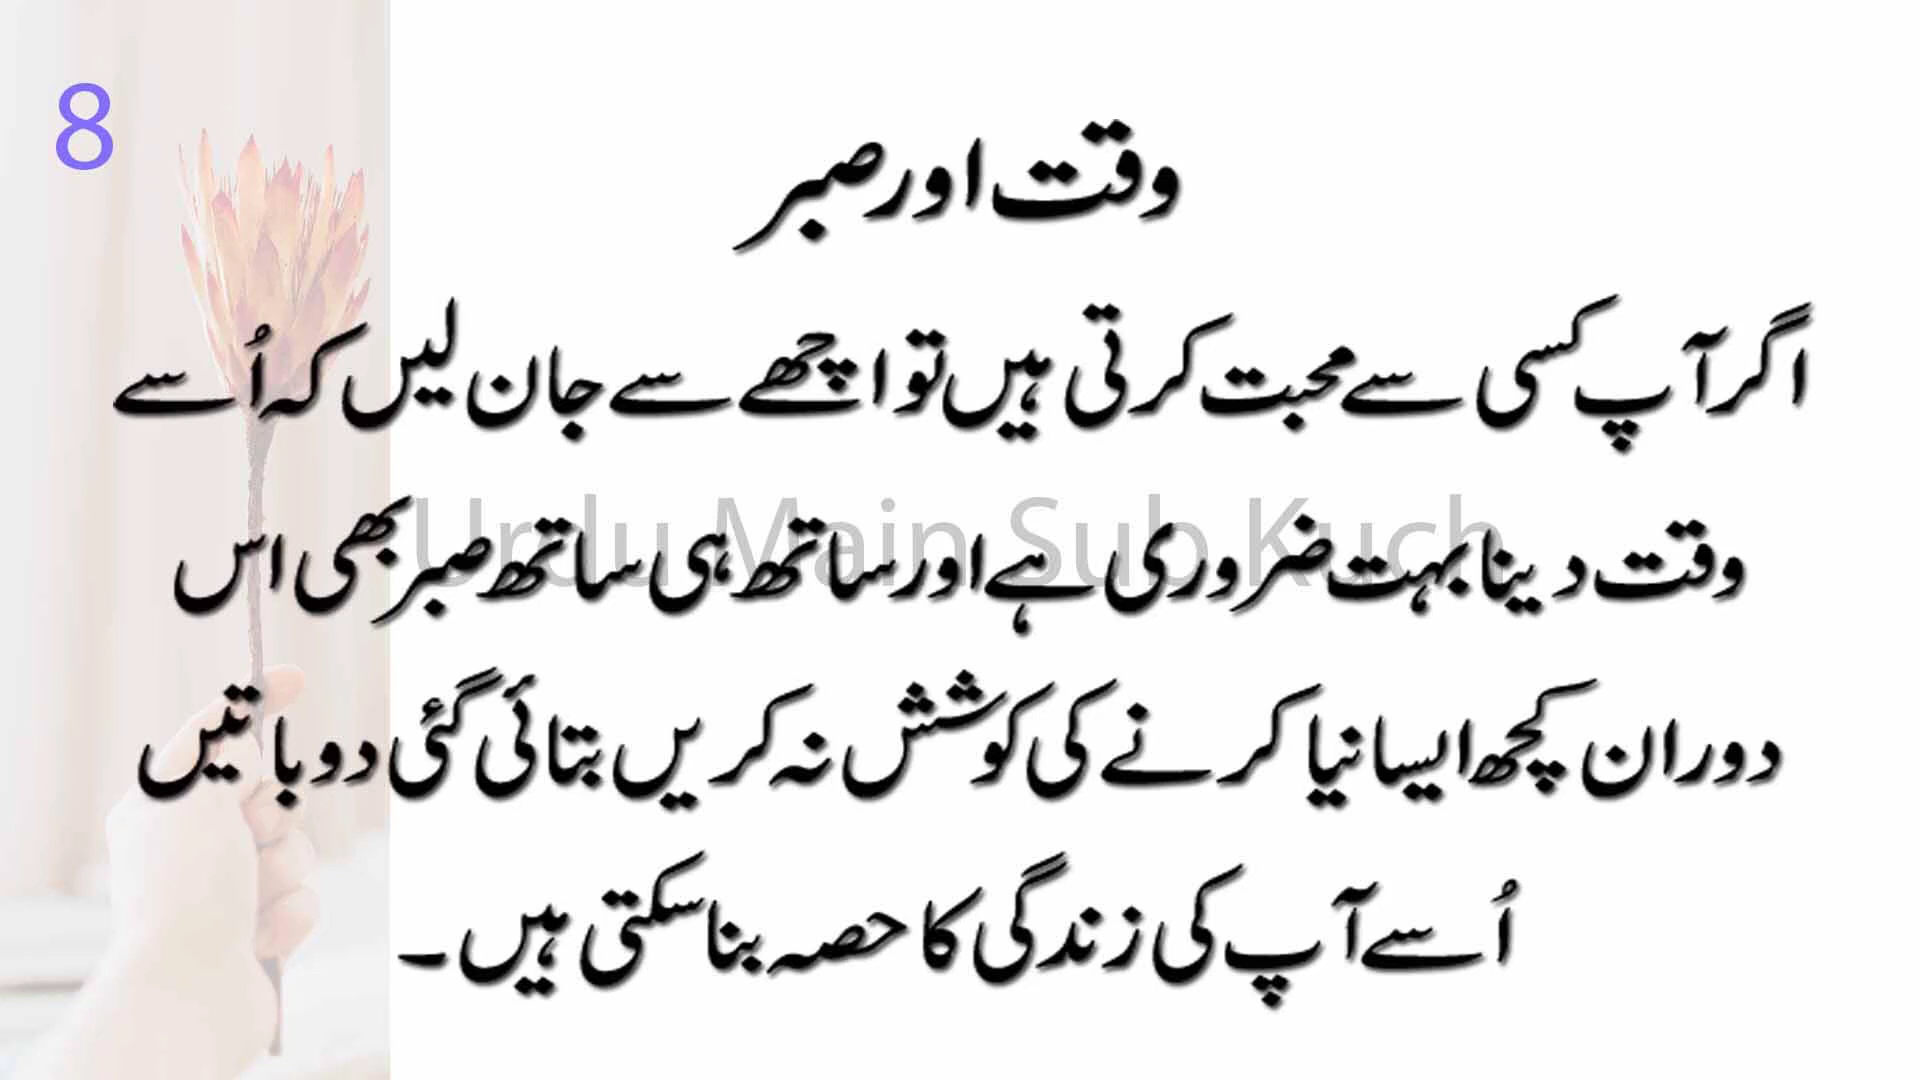 8
وقت اور صبر
اگر آپ کسی سے محبت کرتی ہیں تو اچھے سے جان لیں کہ اُسے
وقت دینا بہت ضروری ہے اور ساتھ ہی ساتھ صبر بھی اس
Urdu Main Sub Kuch
دوران کچھ ایسا نیا کرنے کی کوشش نہ کریں بتائی گئی دو باتیں
اُسے آپ کی زندگی کا حصہ بنا سکتی ہیں۔